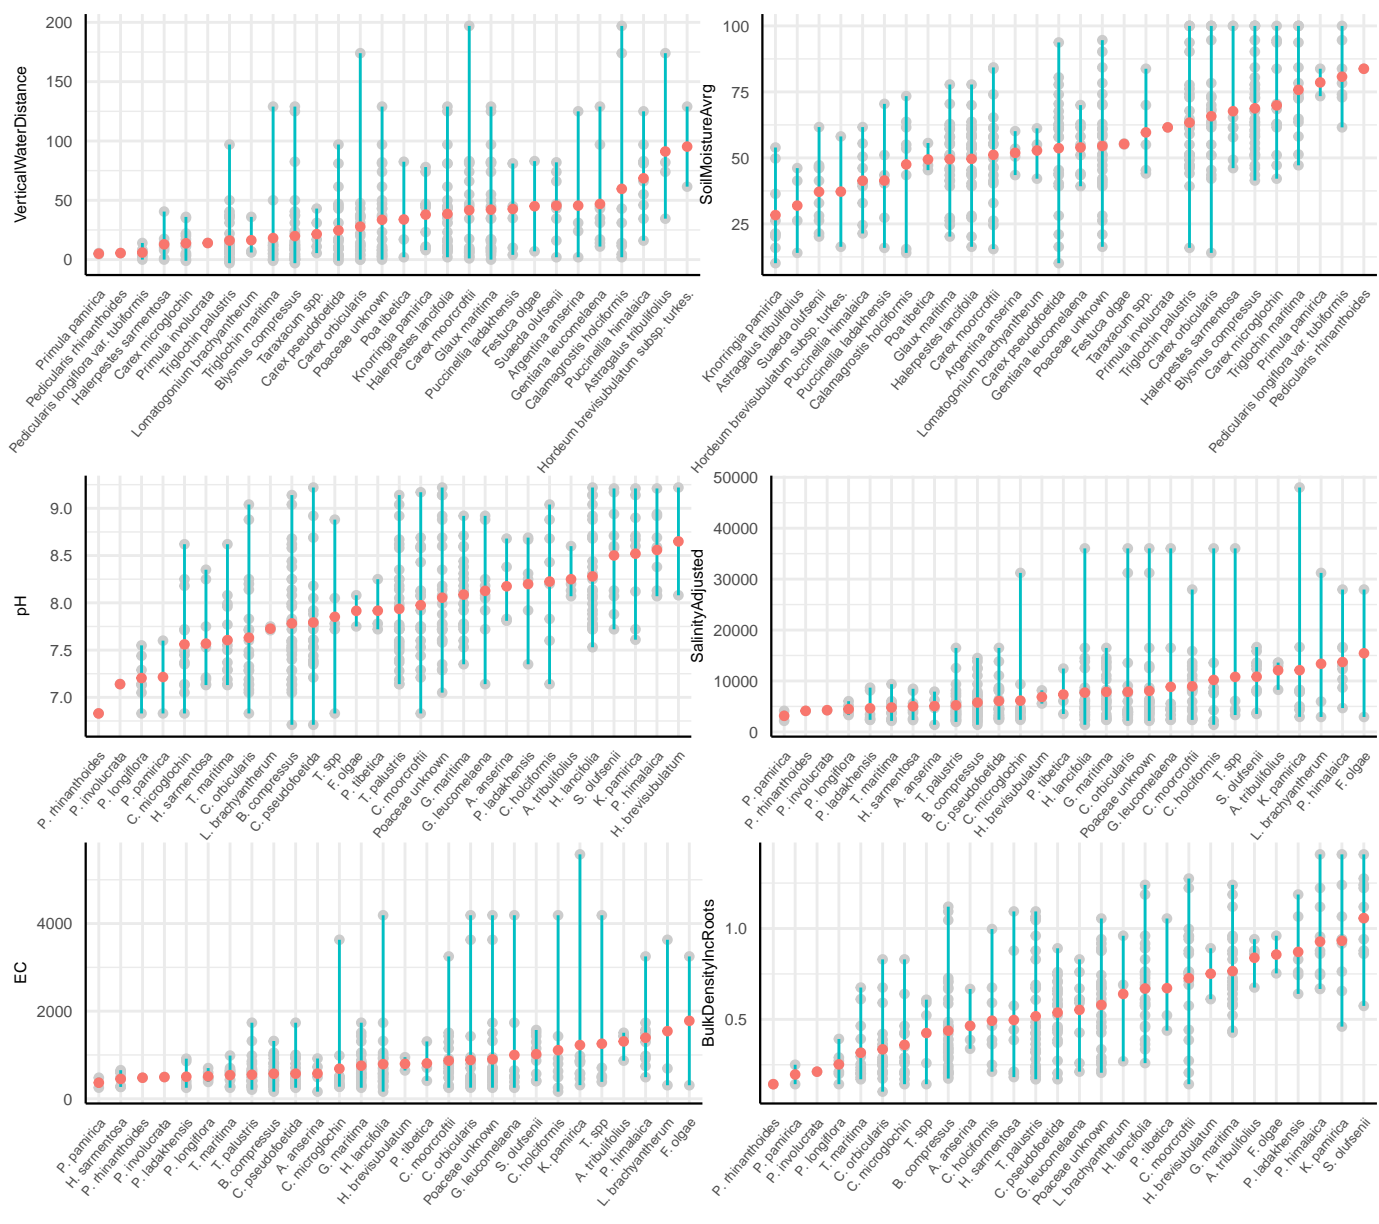 VerticalWaterDistance
200
150
100
50
0
Primula pamirica
Pedicularis rhinanthoides
Pedicularis longiflora var. tubiformis
Halerpestes sarmentosa
Carex microglochin
Primula involucrata
Triglochin palustris
Lomatogonium brachyantherum
Triglochin maritima
Blysmus compressus
Taraxacum spp.
Carex pseudofoetida
Carex orbicularis
Poaceae unknown
Poa tibetica
Knorringa pamirica
Halerpestes lancifolia
Carex moorcroftii
Glaux maritima
Puccinellia ladakhensis
Festuca olgae
Suaeda olufsenii
Argentina anserina
Gentiana leucomelaena
Calamagrostis holciformis
Puccinellia himalaica
Astragalus tribulifolius
Hordeum brevisubulatum subsp. turkes.
SoilMoistureAvrg
100
75
50
25
Knorringa pamirica
Astragalus tribulifolius
Suaeda olufsenii
Hordeum brevisubulatum subsp. turkes.
Puccinellia himalaica
Puccinellia ladakhensis
Calamagrostis holciformis
Poa tibetica
Glaux maritima
Halerpestes lancifolia
Carex moorcroftii
Argentina anserina
Lomatogonium brachyantherum
Carex pseudofoetida
Gentiana leucomelaena
Poaceae unknown
Festuca olgae
Taraxacum spp.
Primula involucrata
Triglochin palustris
Carex orbicularis
Halerpestes sarmentosa
Blysmus compressus
Carex microglochin
Triglochin maritima
Primula pamirica
Pedicularis longiflora var. tubiformis
Pedicularis rhinanthoides
pH
9.0
8.5
8.0
7.5
7.0
P. rhinanthoides
P. involucrata
P. longiflora
P. pamirica
C. microglochin
H. sarmentosa
T. maritima
C. orbicularis
L. brachyantherum
B. compressus
C. pseudofoetida
T. spp
F. olgae
P. tibetica
T. palustris
C. moorcroftii
Poaceae unknown
G. maritima
G. leucomelaena
A. anserina
P. ladakhensis
C. holciformis
A. tribulifolius
H. lancifolia
S. olufsenii
K. pamirica
P. himalaica
H. brevisubulatum
SalinityAdjusted
50000
40000
30000
20000
10000
0
P. pamirica
P. rhinanthoides
P. involucrata
P. longiflora
P. ladakhensis
T. maritima
H. sarmentosa
A. anserina
T. palustris
B. compressus
C. pseudofoetida
C. microglochin
H. brevisubulatum
P. tibetica
H. lancifolia
G. maritima
C. orbicularis
Poaceae unknown
G. leucomelaena
C. moorcroftii
C. holciformis
T. spp
S. olufsenii
A. tribulifolius
K. pamirica
L. brachyantherum
P. himalaica
F. olgae
EC
4000
2000
0
P. pamirica
H. sarmentosa
P. rhinanthoides
P. involucrata
P. ladakhensis
P. longiflora
T. maritima
T. palustris
B. compressus
C. pseudofoetida
A. anserina
C. microglochin
G. maritima
H. lancifolia
H. brevisubulatum
P. tibetica
C. moorcroftii
C. orbicularis
Poaceae unknown
G. leucomelaena
S. olufsenii
C. holciformis
K. pamirica
T. spp
A. tribulifolius
P. himalaica
L. brachyantherum
F. olgae
BulkDensityIncRoots
1.0
0.5
P. rhinanthoides
P. pamirica
P. involucrata
P. longiflora
T. maritima
C. orbicularis
C. microglochin
T. spp
B. compressus
A. anserina
C. holciformis
H. sarmentosa
T. palustris
C. pseudofoetida
G. leucomelaena
Poaceae unknown
L. brachyantherum
H. lancifolia
P. tibetica
C. moorcroftii
H. brevisubulatum
G. maritima
A. tribulifolius
F. olgae
P. ladakhensis
P. himalaica
K. pamirica
S. olufsenii